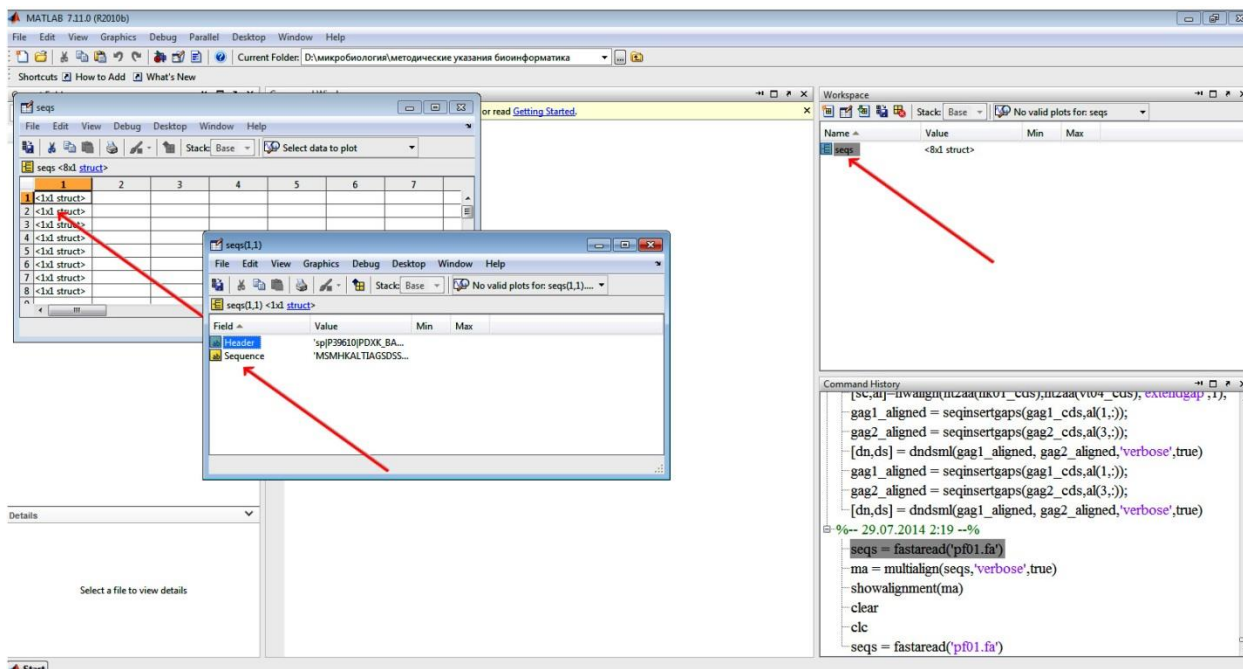 MATLAB 7.11.0 (R2010b)
File Edit View Graphics Debug Parallel Desktop Window Help
Current Folder: D:\микробиология\методические указания биоинформатика
Shortcuts How to Add What's New
or read Getting Started.
seqs
File Edit View Debug Desktop Window Help
Stack: Base Select data to plot
seqs <8x1 struct>
1 2 3 4 5 6 7
1 <1x1 struct>
2 <1x1 struct>
3 <1x1 struct>
4 <1x1 struct>
5 <1x1 struct>
6 <1x1 struct>
7 <1x1 struct>
8 <1x1 struct>
seqs(1,1)
File Edit View Graphics Debug Desktop Window Help
Stack: Base No valid plots for: seqs(1,1)....
seqs(1,1) <1x1 struct>
Field Value Min Max
Header 'sp|P39610|PDXK_BA...
Sequence 'MSMHKALTIAGSDSS...
Details
Select a file to view details
Start
Workspace
Stack: Base No valid plots for: seqs
Name Value Min Max
seqs <8x1 struct>
Command History
gag1_aligned = seqinsertgaps(gag1_cds,al(1,:));
gag2_aligned = seqinsertgaps(gag2_cds,al(3,:));
[dn,ds] = dndsml(gag1_aligned, gag2_aligned,'verbose',true)
gag1_aligned = seqinsertgaps(gag1_cds,al(1,:));
gag2_aligned = seqinsertgaps(gag2_cds,al(3,:));
[dn,ds] = dndsml(gag1_aligned, gag2_aligned,'verbose',true)
%-- 29.07.2014 2:19 --%
seqs = fastaread('pf01.fa')
ma = multialign(seqs,'verbose',true)
showalignment(ma)
clear
clc
seqs = fastaread('pf01.fa')